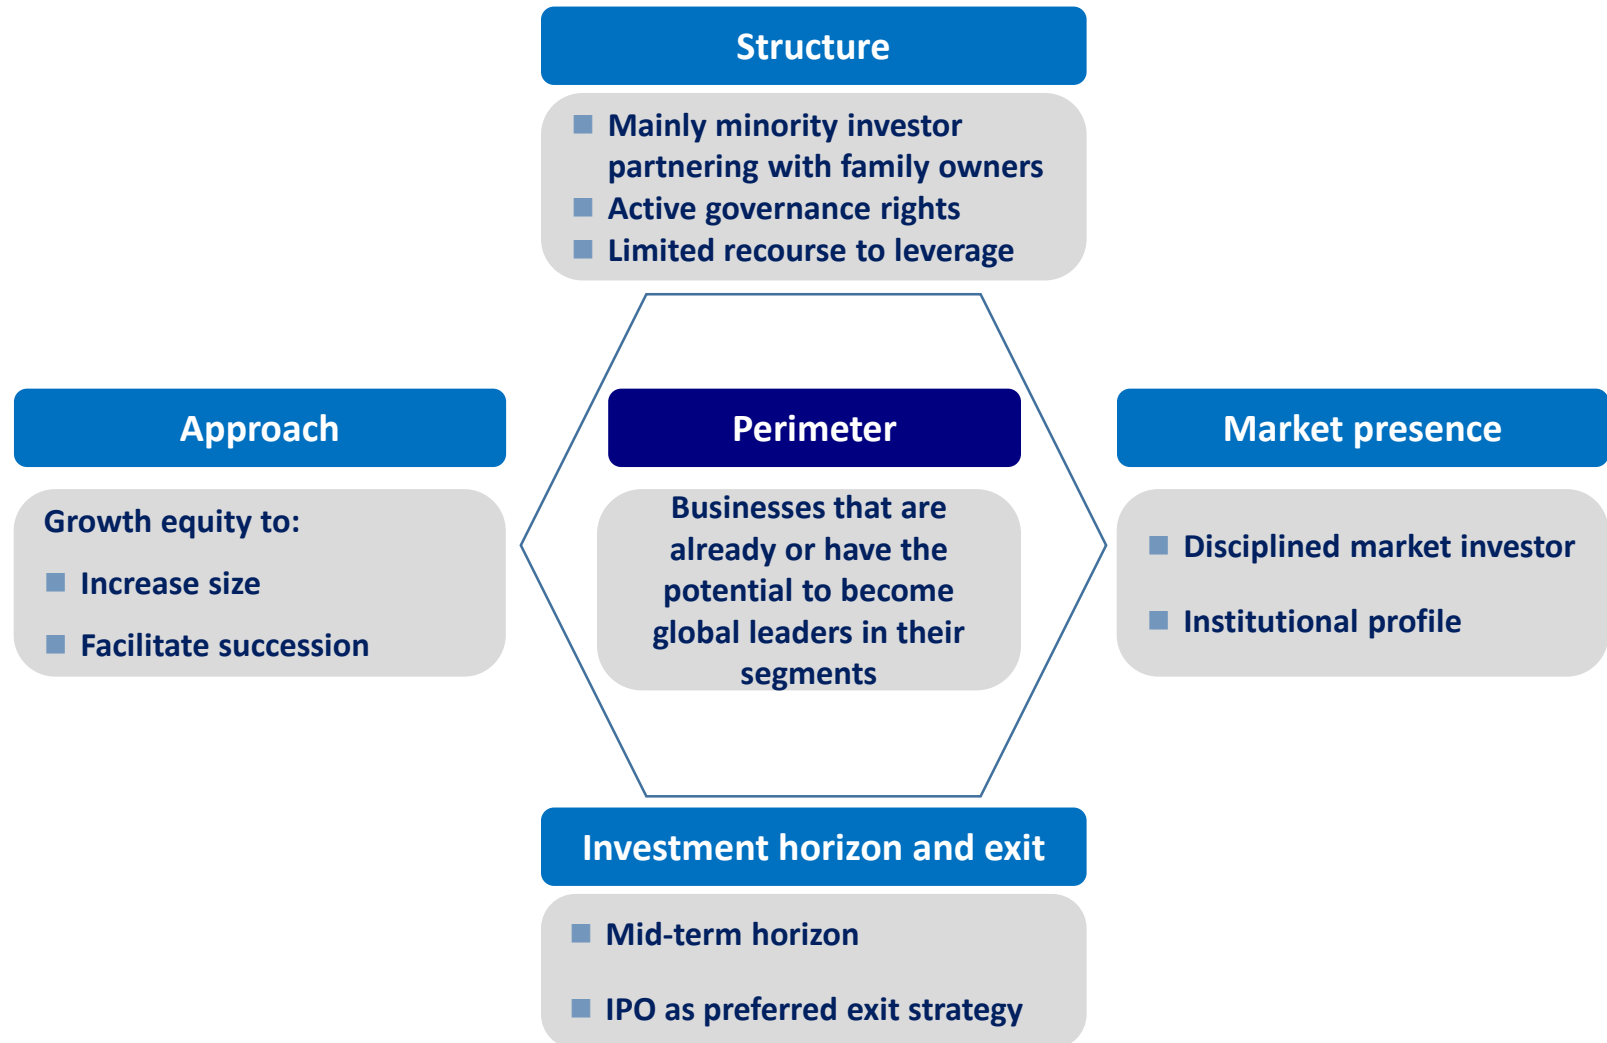 Structure
Mainly minority investor
partnering with family owners
Active governance rights
Limited recourse to leverage
Approach
Growth equity to:
Increase size
Facilitate succession
Perimeter
Businesses that are
already or have the
potential to become
global leaders in their
segments
Market presence
Disciplined market investor
Institutional profile
Investment horizon and exit
Mid-term horizon
IPO as preferred exit strategy